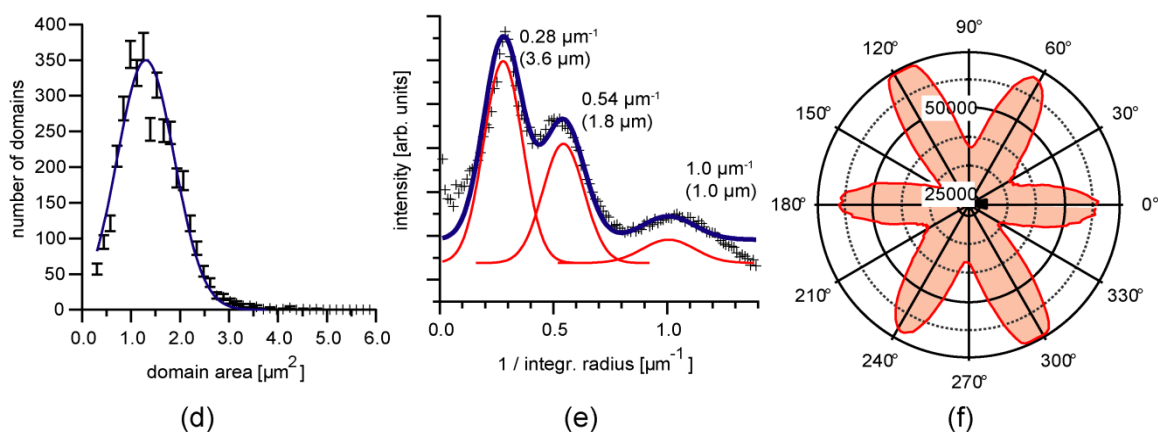 400
350
300
250
200
150
100
50
0
number of domains
0.0 1.0 2.0 3.0 4.0 5.0 6.0
domain area [µm²]
(d)
intensity [arb. units]
0.28 µm⁻¹
(3.6 µm)
0.54 µm⁻¹
(1.8 µm)
1.0 µm⁻¹
(1.0 µm)
0.0 0.5 1.0
1 / integr. radius [µm⁻¹]
(e)
90°
120° 60°
150° 30°
50000
25000
180° 0°
210° 330°
240° 300°
270°
(f)